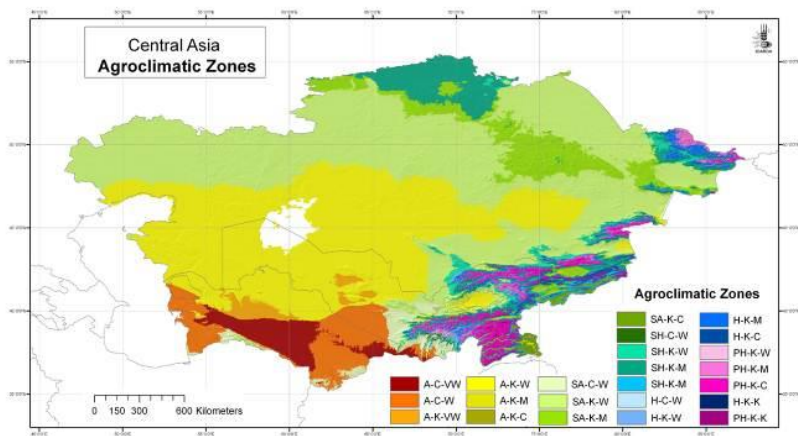 Central Asia
Agroclimatic Zones
Agroclimatic Zones
A-C-VW
A-C-W
A-K-VW
A-K-W
A-K-M
A-K-C
SA-C-W
SA-K-W
SA-K-M
SA-K-C
SH-C-W
SH-K-W
SH-K-M
SH-K-M
H-C-W
H-K-W
H-K-M
H-K-C
PH-K-W
PH-K-M
PH-K-C
H-K-K
PH-K-K
0 150 300 600 Kilometers